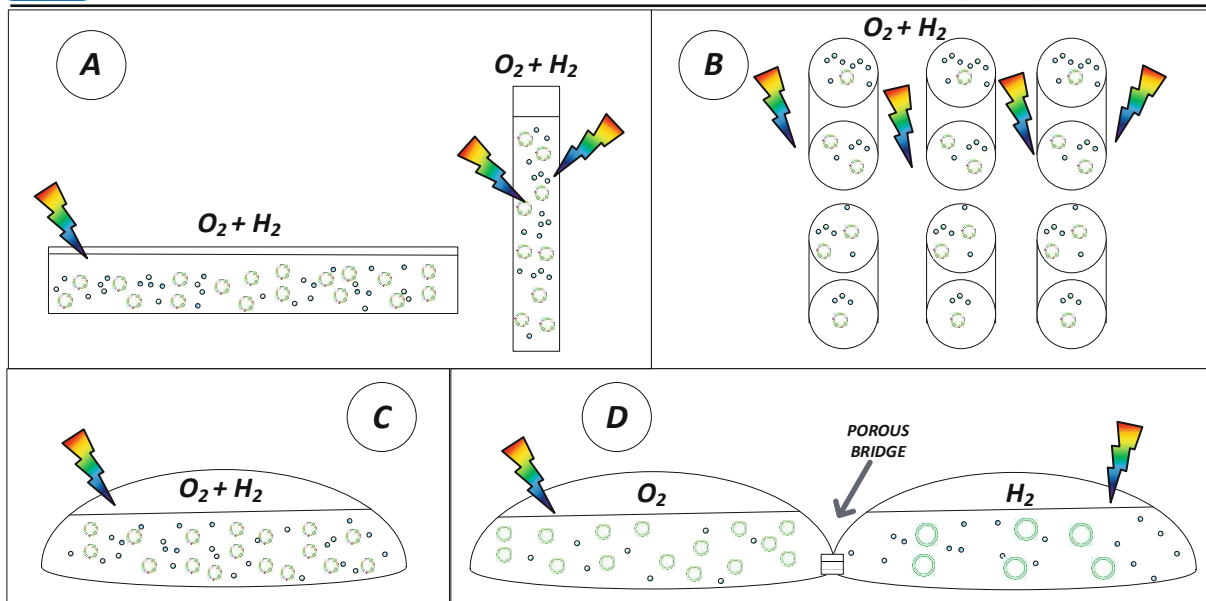 A
O₂ + H₂
O₂ + H₂
B
O₂ + H₂
C
O₂ + H₂
D
POROUS
BRIDGE
O₂
H₂